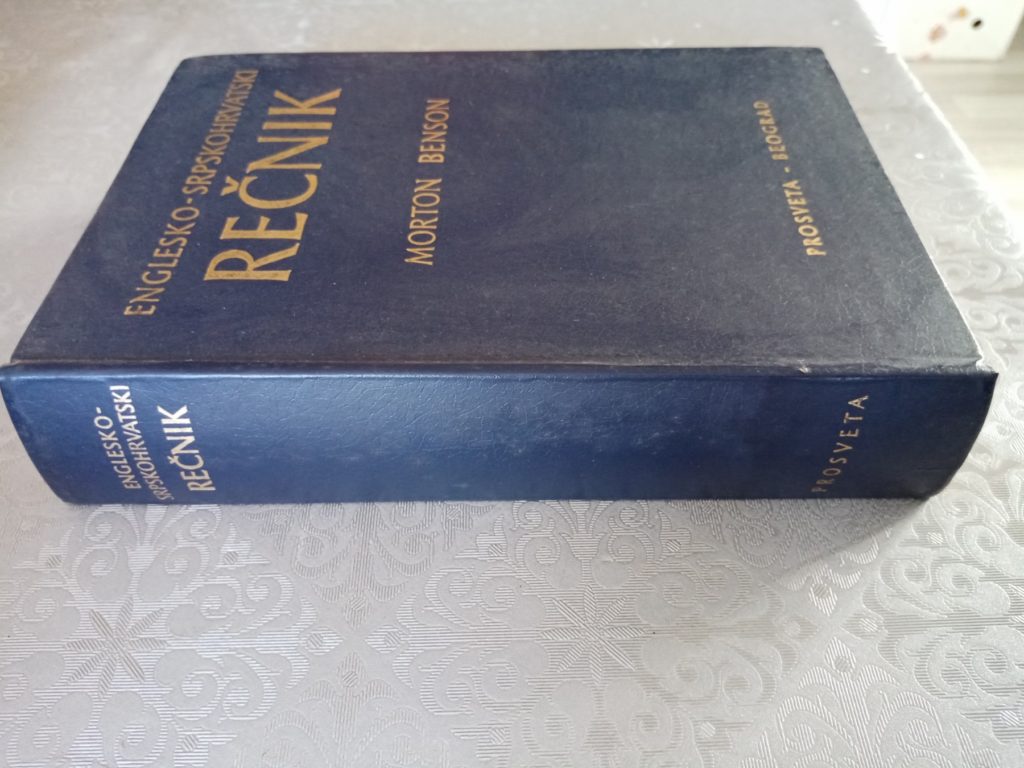 ENGLESKO-SRPSKOHRVATSKI
REČNIK
MORTON BENSON
PROSVETA - BEOGRAD
ENGLESKO-
SRPSKOHRVATSKI
REČNIK
PROSVETA